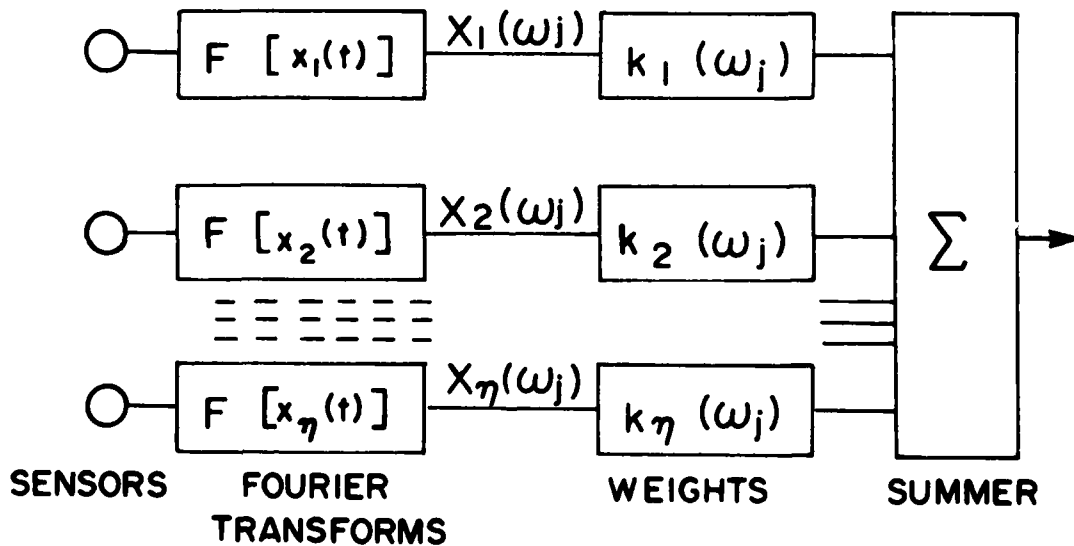 F [x₁(t)] X₁(ωj) k₁ (ωj)
F [x₂(t)] X₂(ωj) k₂ (ωj)
Σ
F [xη(t)] Xη(ωj) kη (ωj)
SENSORS FOURIER TRANSFORMS WEIGHTS SUMMER